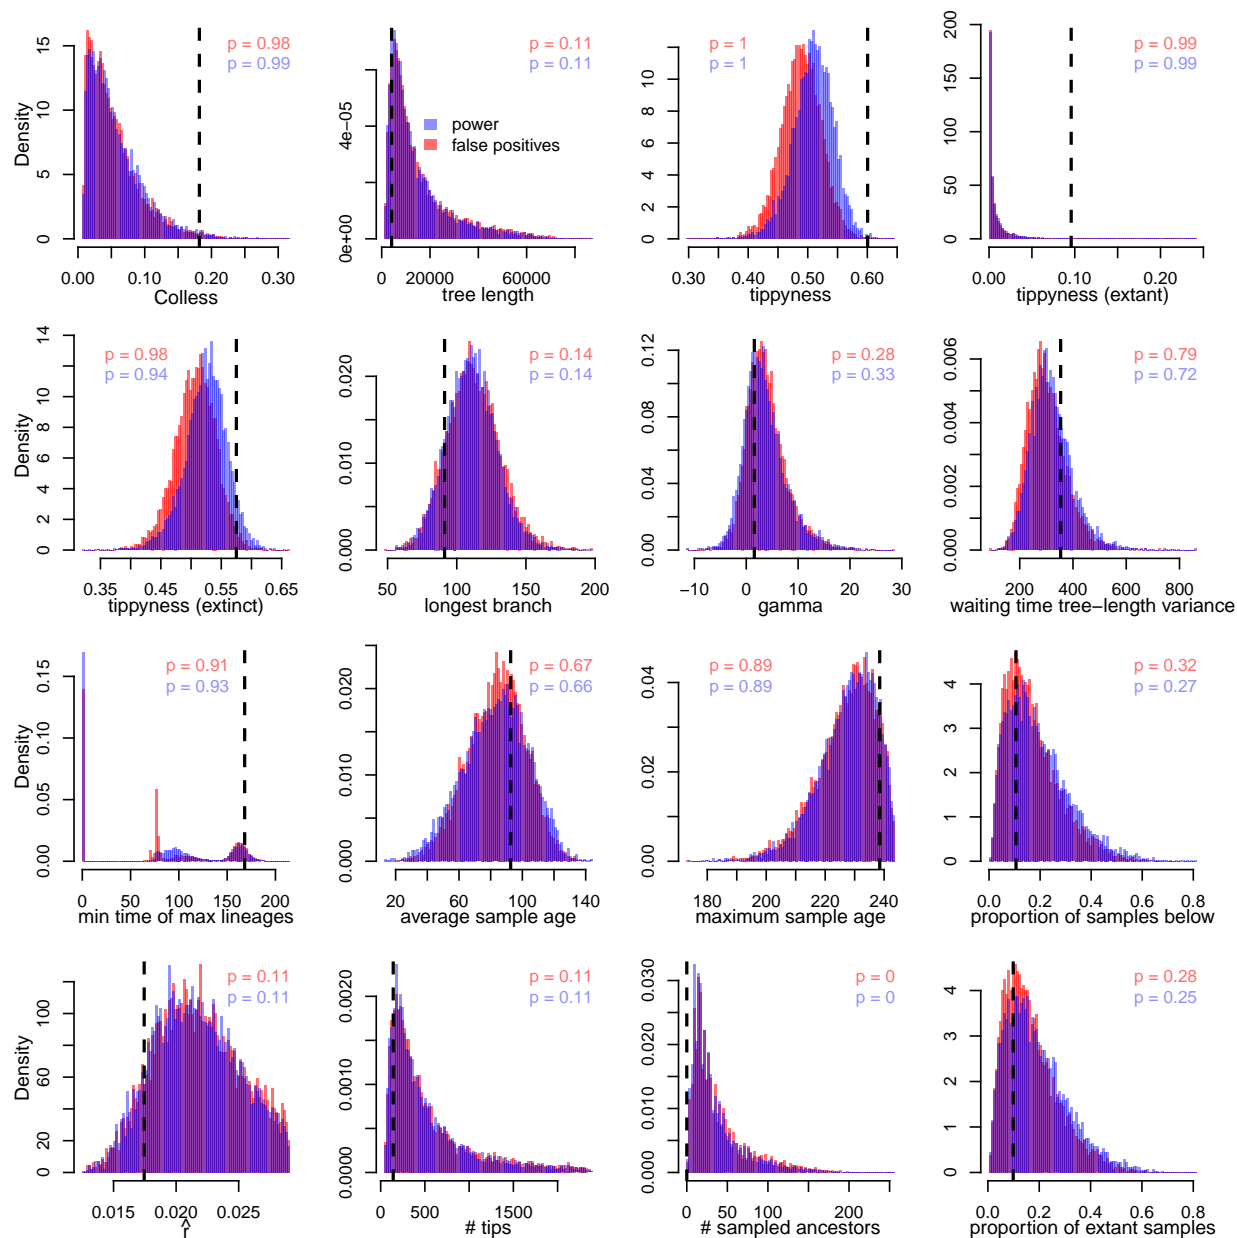 Density
0
5
10
15
0.00
0.10
0.20
0.30
Colless
p = 0.98
p = 0.99
0e+00
4e−05
0
20000
60000
tree length
p = 0.11
p = 0.11
power
false positives
0
2
4
6
8
10
12
0.30
0.40
0.50
0.60
tippyness
p = 1
p = 1
0
50
100
150
200
0.00
0.10
0.20
tippyness (extant)
p = 0.99
p = 0.99
Density
0
2
4
6
8
10
12
14
0.35
0.45
0.55
0.65
tippyness (extinct)
p = 0.98
p = 0.94
0.000
0.010
0.020
50
100
150
200
longest branch
p = 0.14
p = 0.14
0.00
0.04
0.08
0.12
−10
0
10
20
30
gamma
p = 0.28
p = 0.33
0.000
0.002
0.004
0.006
200
400
600
800
waiting time tree−length variance
p = 0.79
p = 0.72
Density
0.00
0.05
0.10
0.15
0
50
100
150
200
min time of max lineages
p = 0.91
p = 0.93
0.000
0.010
0.020
20
60
100
140
average sample age
p = 0.67
p = 0.66
0.00
0.02
0.04
180
200
220
240
maximum sample age
p = 0.89
p = 0.89
0
1
2
3
4
0.0
0.2
0.4
0.6
0.8
proportion of samples below
p = 0.32
p = 0.27
Density
0
20
60
100
0.015
0.020
0.025
r̂
p = 0.11
p = 0.11
0.0000
0.0010
0.0020
0
500
1500
# tips
p = 0.11
p = 0.11
0.000
0.010
0.020
0.030
0
50
100
200
# sampled ancestors
p = 0
p = 0
0
1
2
3
4
0.0
0.2
0.4
0.6
0.8
proportion of extant samples
p = 0.28
p = 0.25